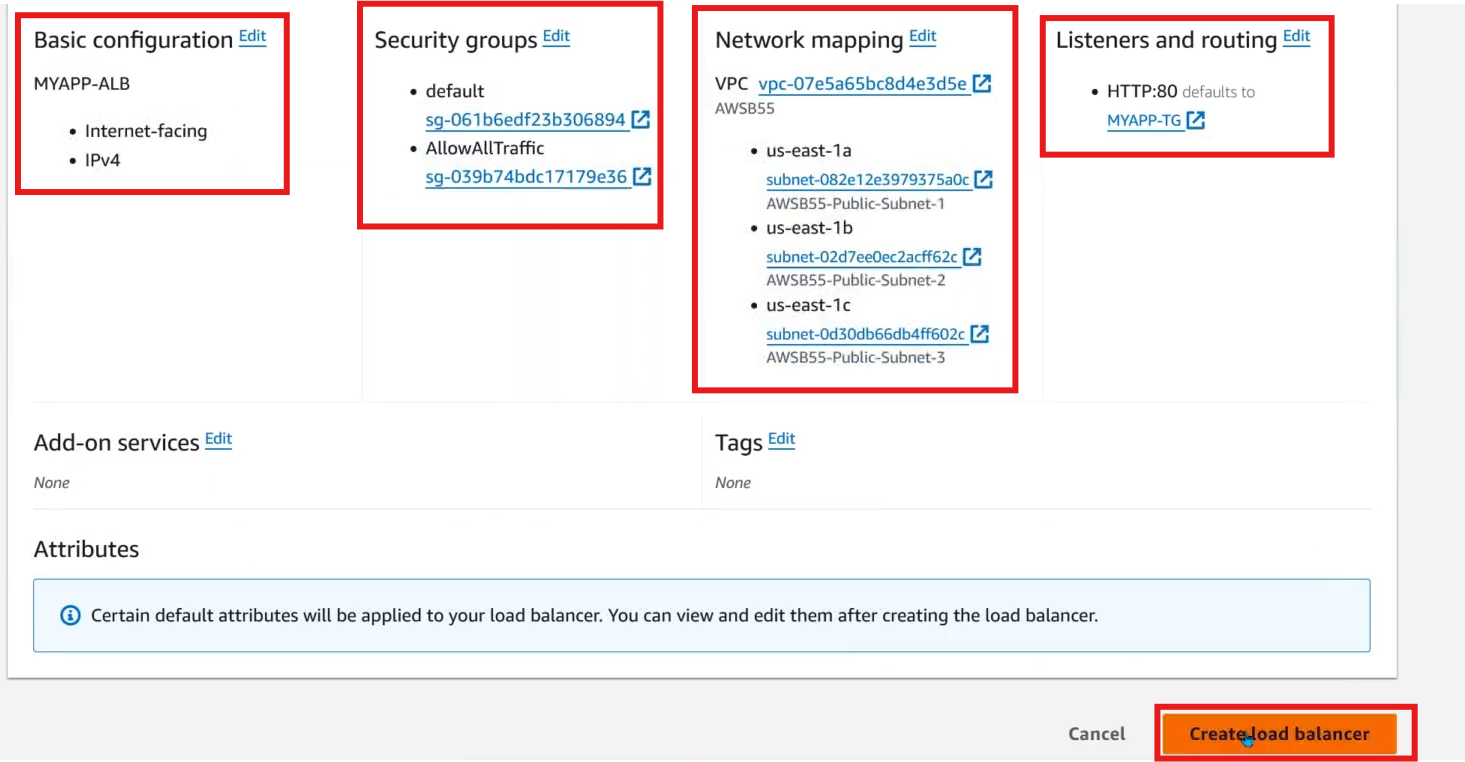 Basic configuration Edit
MYAPP-ALB
• Internet-facing
• IPv4
Security groups Edit
• default
sg-061b6edf23b306894
• AllowAllTraffic
sg-039b74bdc17179e36
Network mapping Edit
VPC vpc-07e5a65bc8d4e3d5e
AWSB55
• us-east-1a
subnet-082e12e3979375a0c
AWSB55-Public-Subnet-1
• us-east-1b
subnet-02d7ee0ec2acff62c
AWSB55-Public-Subnet-2
• us-east-1c
subnet-0d30db66db4ff602c
AWSB55-Public-Subnet-3
Listeners and routing Edit
• HTTP:80 defaults to
MYAPP-TG
Add-on services Edit
None
Tags Edit
None
Attributes
Certain default attributes will be applied to your load balancer. You can view and edit them after creating the load balancer.
Cancel
Create load balancer